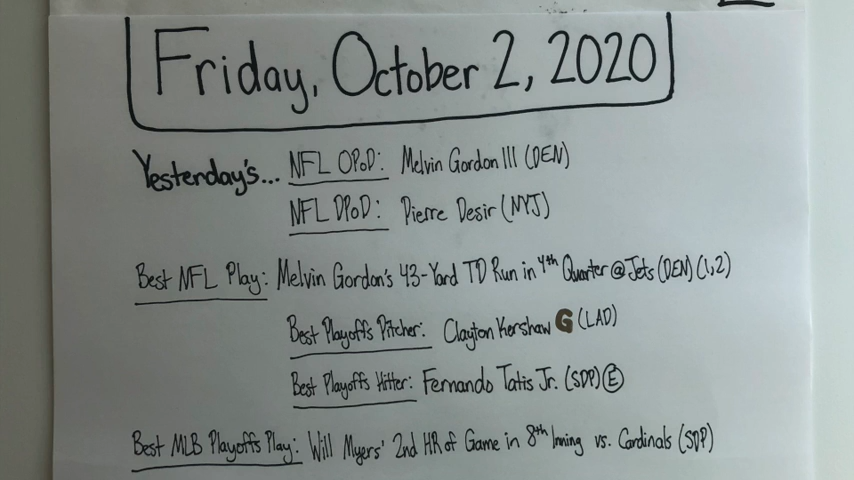 Friday, October 2, 2020
Yesterday's... NFL OPoD: Melvin Gordon III (DEN)
NFL DPoD: Pierre Desir (NYJ)
Best NFL Play: Melvin Gordon's 43-Yard TD Run in 4th Quarter @ Jets (DEN) (1,2)
Best Playoffs Pitcher: Clayton Kershaw G (LAD)
Best Playoffs Hitter: Fernando Tatis Jr. (SDP) Ⓔ
Best MLB Playoffs Play: Will Myers' 2nd HR of Game in 8th Inning vs. Cardinals (SDP)